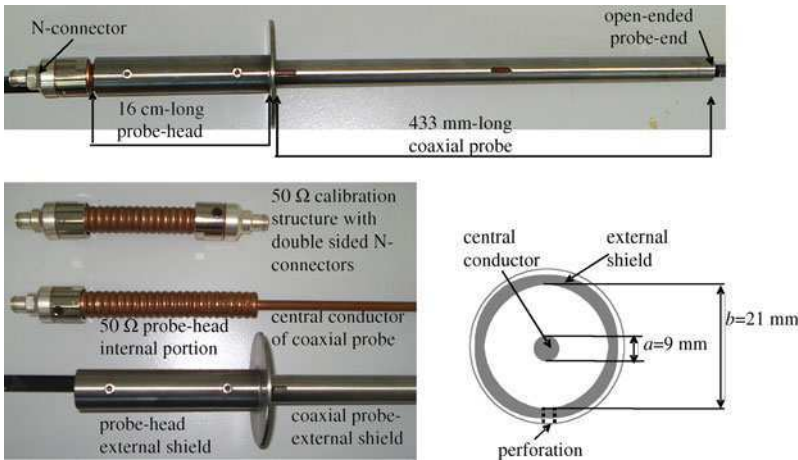 N-connector
open-ended
probe-end
16 cm-long
probe-head
433 mm-long
coaxial probe
50 Ω calibration
structure with
double sided N-
connectors
50 Ω probe-head
internal portion
central conductor
of coaxial probe
probe-head
external shield
coaxial probe-
external shield
central
conductor
external
shield
a=9 mm
b=21 mm
perforation